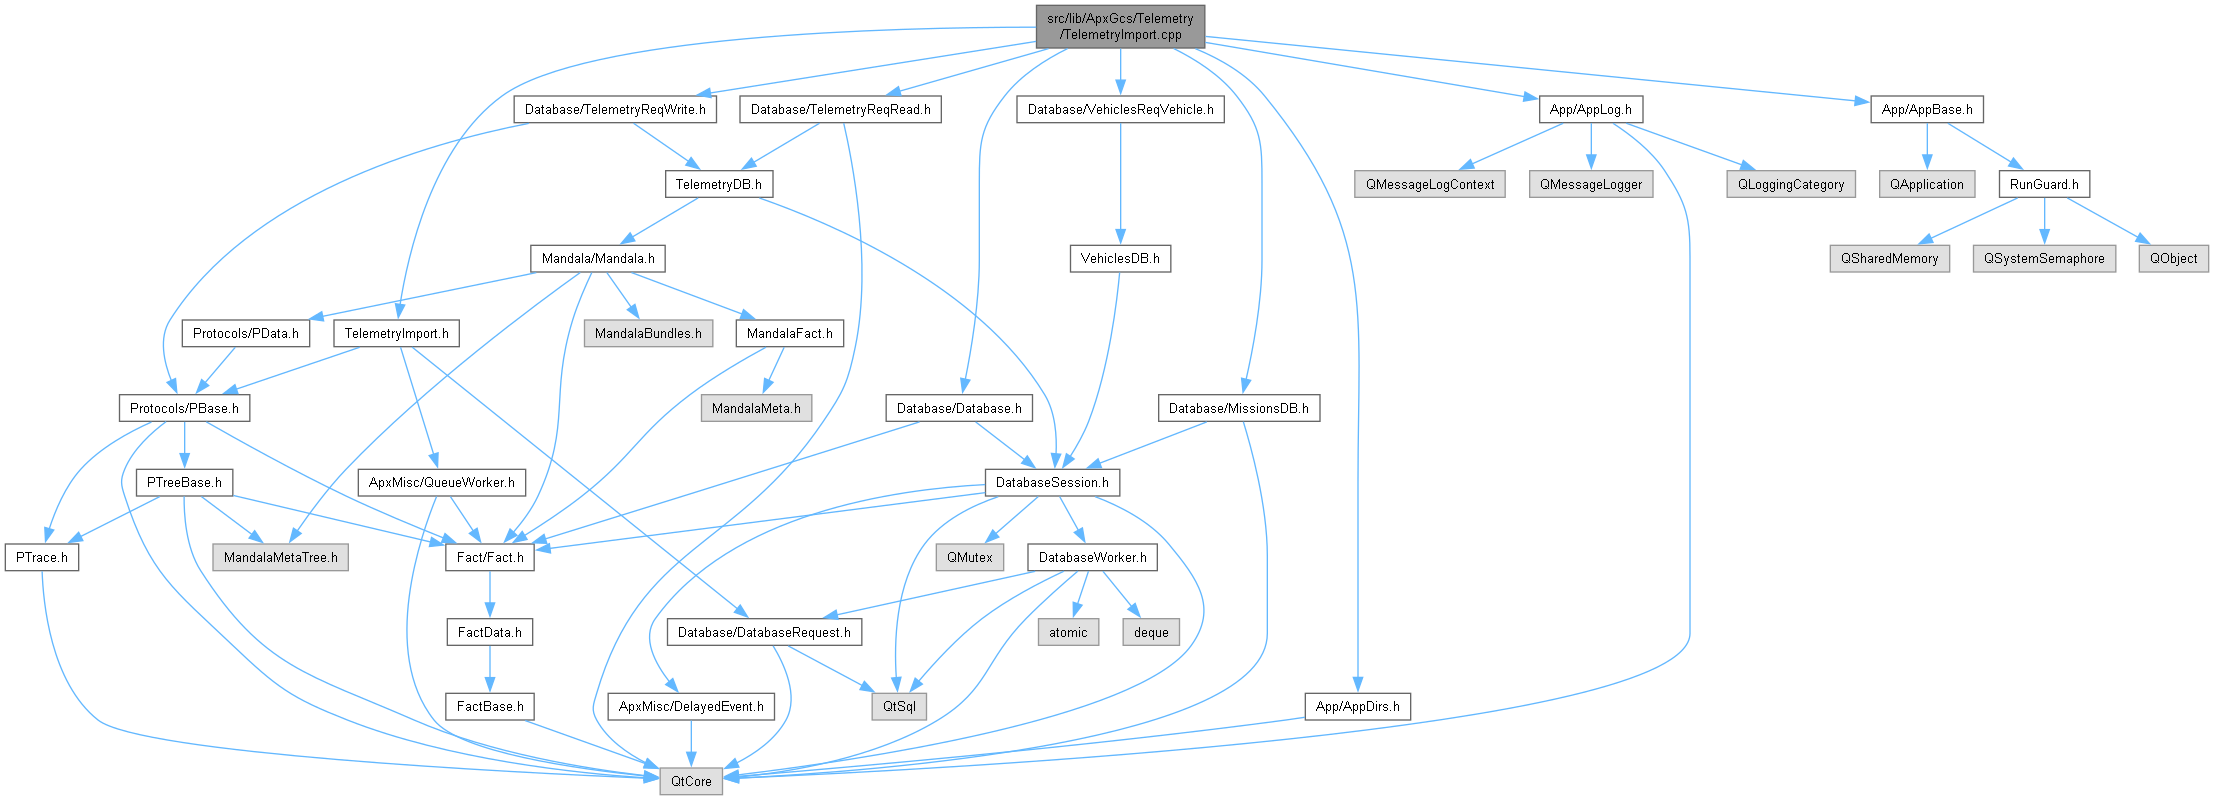 src/lib/ApxGcs/Telemetry
/TelemetryImport.cpp
Database/TelemetryReqWrite.h
Database/TelemetryReqRead.h
Database/VehiclesReqVehicle.h
App/AppLog.h
App/AppBase.h
TelemetryDB.h
QMessageLogContext
QMessageLogger
QLoggingCategory
QApplication
RunGuard.h
Mandala/Mandala.h
VehiclesDB.h
QSharedMemory
QSystemSemaphore
QObject
Protocols/PData.h
TelemetryImport.h
MandalaBundles.h
MandalaFact.h
Protocols/PBase.h
MandalaMeta.h
Database/Database.h
Database/MissionsDB.h
PTreeBase.h
ApxMisc/QueueWorker.h
DatabaseSession.h
PTrace.h
MandalaMetaTree.h
Fact/Fact.h
QMutex
DatabaseWorker.h
FactData.h
Database/DatabaseRequest.h
atomic
deque
FactBase.h
ApxMisc/DelayedEvent.h
QtSql
App/AppDirs.h
QtCore